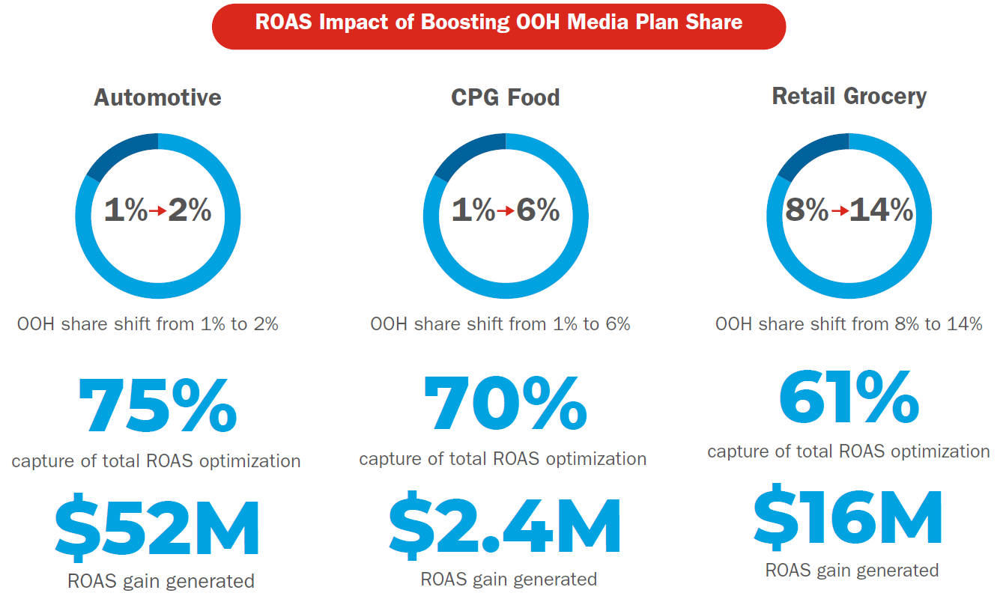 ROAS Impact of Boosting OOH Media Plan Share
Automotive
1%→2%
OOH share shift from 1% to 2%
75%
capture of total ROAS optimization
$52M
ROAS gain generated
CPG Food
1%→6%
OOH share shift from 1% to 6%
70%
capture of total ROAS optimization
$2.4M
ROAS gain generated
Retail Grocery
8%→14%
OOH share shift from 8% to 14%
61%
capture of total ROAS optimization
$16M
ROAS gain generated